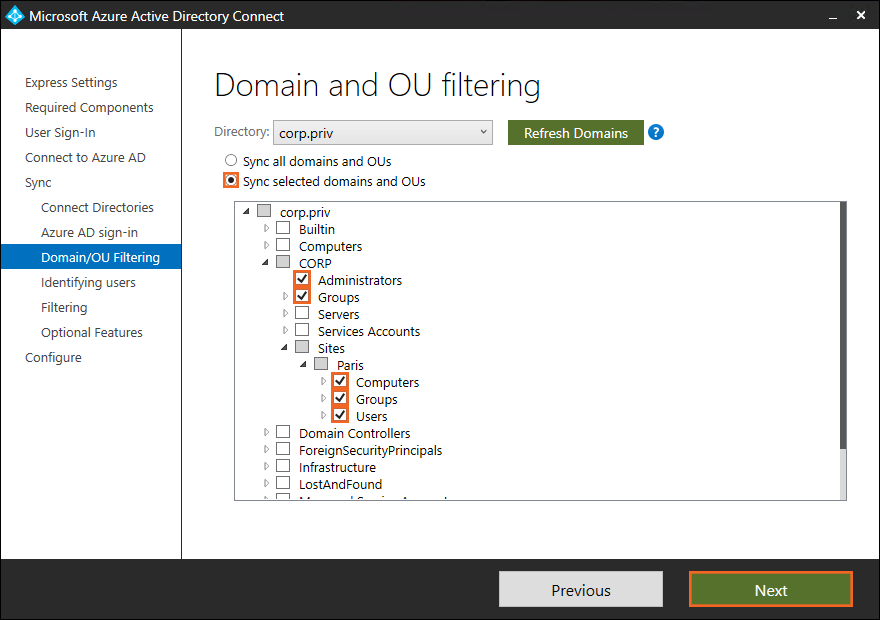 Microsoft Azure Active Directory Connect
Express Settings
Required Components
User Sign-In
Connect to Azure AD
Sync
Connect Directories
Azure AD sign-in
Domain/OU Filtering
Identifying users
Filtering
Optional Features
Configure
Domain and OU filtering
Directory: corp.priv Refresh Domains ?
Sync all domains and OUs
Sync selected domains and OUs
corp.priv
Builtin
Computers
CORP
Administrators
Groups
Servers
Services Accounts
Sites
Paris
Computers
Groups
Users
Domain Controllers
ForeignSecurityPrincipals
Infrastructure
LostAndFound
Previous Next